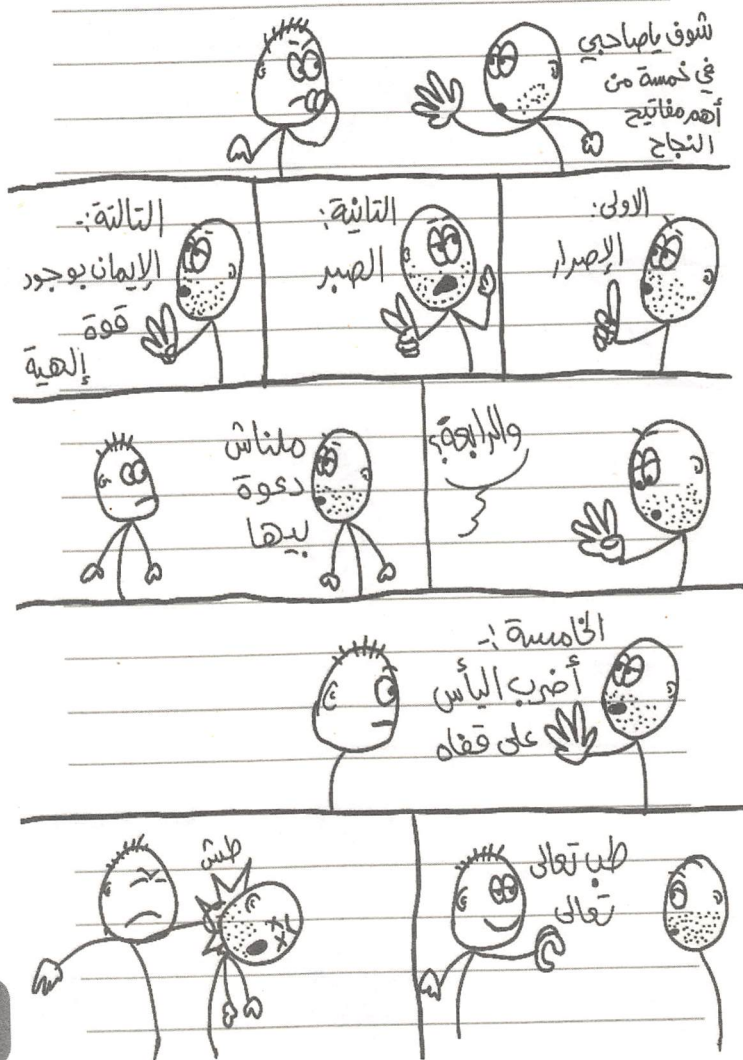 شوف ياصاحبي
في خمسة من
أهم مفاتيح
النجاح
الاولى:
الإصرار
التانية:
الصبر
التالتة:-
الإيمان بوجود
قوة
إلهية
والرابعة؟
ملناش
دعوة
بيها
الخامسة:-
أضرب اليأس
على قفاه
طب تعالى
تعالى
طش